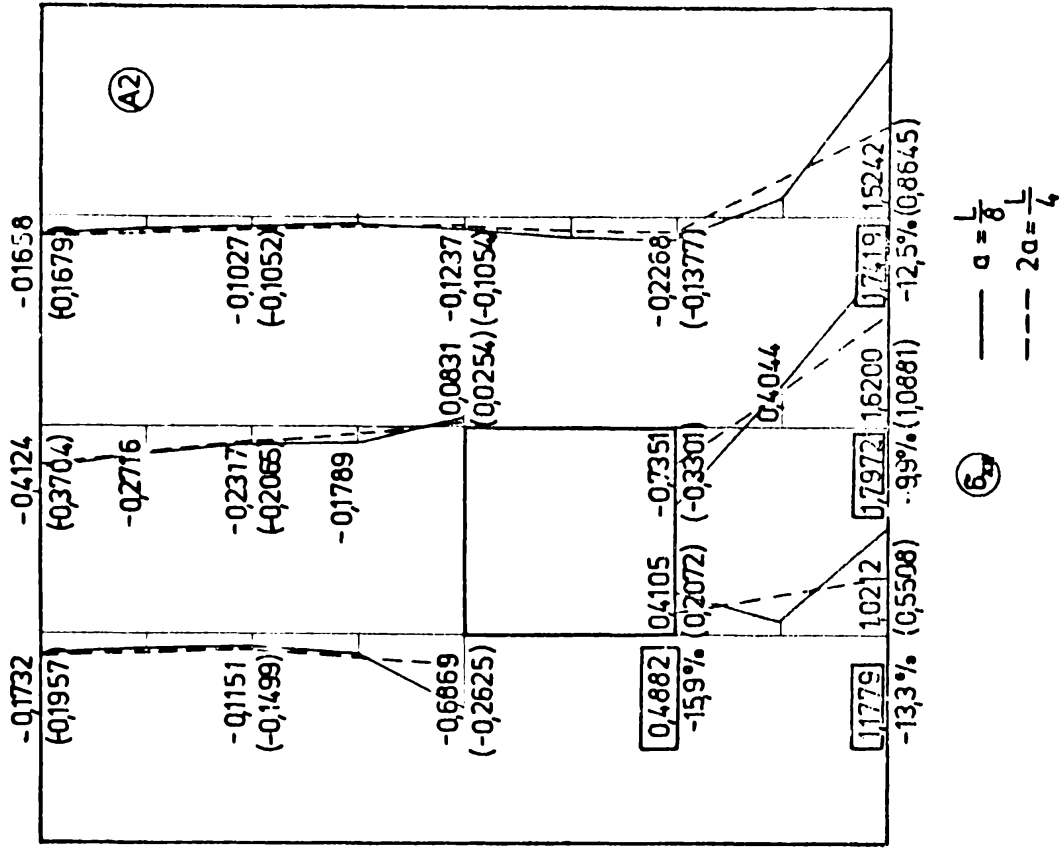 A2
-0,1732 -0,4124 -0,1658
(-0,1957) (-0,3704) (-0,1679)
-0,2716
-0,1151 -0,2317 -0,1027
(-0,1499) (-0,2065) (-0,1052)
-0,1789
-0,6869 0,0831 -0,1237
(-0,2625) (0,0254) (-0,1054)
0,4882 0,4105 -0,7351 -0,2268
-15,9% (0,2072) (-0,3301) (-0,1377)
0,4044
1,1779 1,0212 1,7972 1,6200 1,7419 1,5242
-13,3% (0,5508) -9,9% (1,0881) -12,5% (0,8645)
a = L/8
2a = L/4